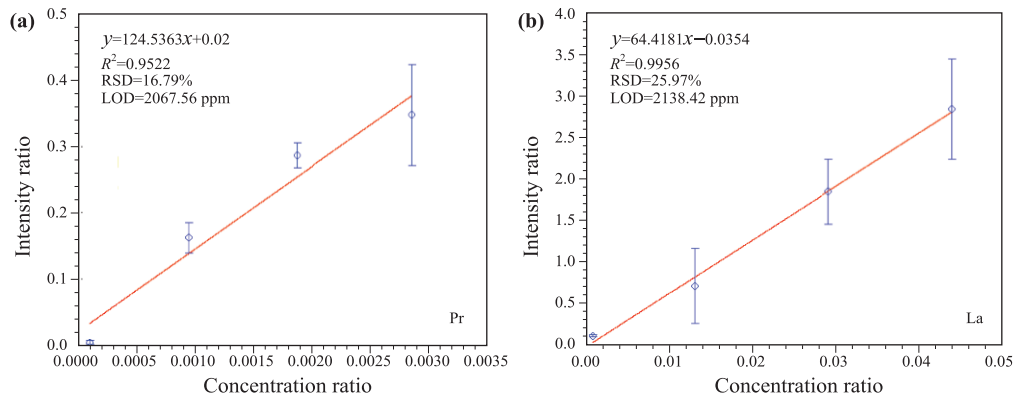 (a)
y=124.5363x+0.02
R²=0.9522
RSD=16.79%
LOD=2067.56 ppm
Intensity ratio
0.5
0.4
0.3
0.2
0.1
0.0
Pr
0.0000 0.0005 0.0010 0.0015 0.0020 0.0025 0.0030 0.0035
Concentration ratio
(b)
y=64.4181x−0.0354
R²=0.9956
RSD=25.97%
LOD=2138.42 ppm
Intensity ratio
4.0
3.5
3.0
2.5
2.0
1.5
1.0
0.5
0.0
La
0.00 0.01 0.02 0.03 0.04 0.05
Concentration ratio